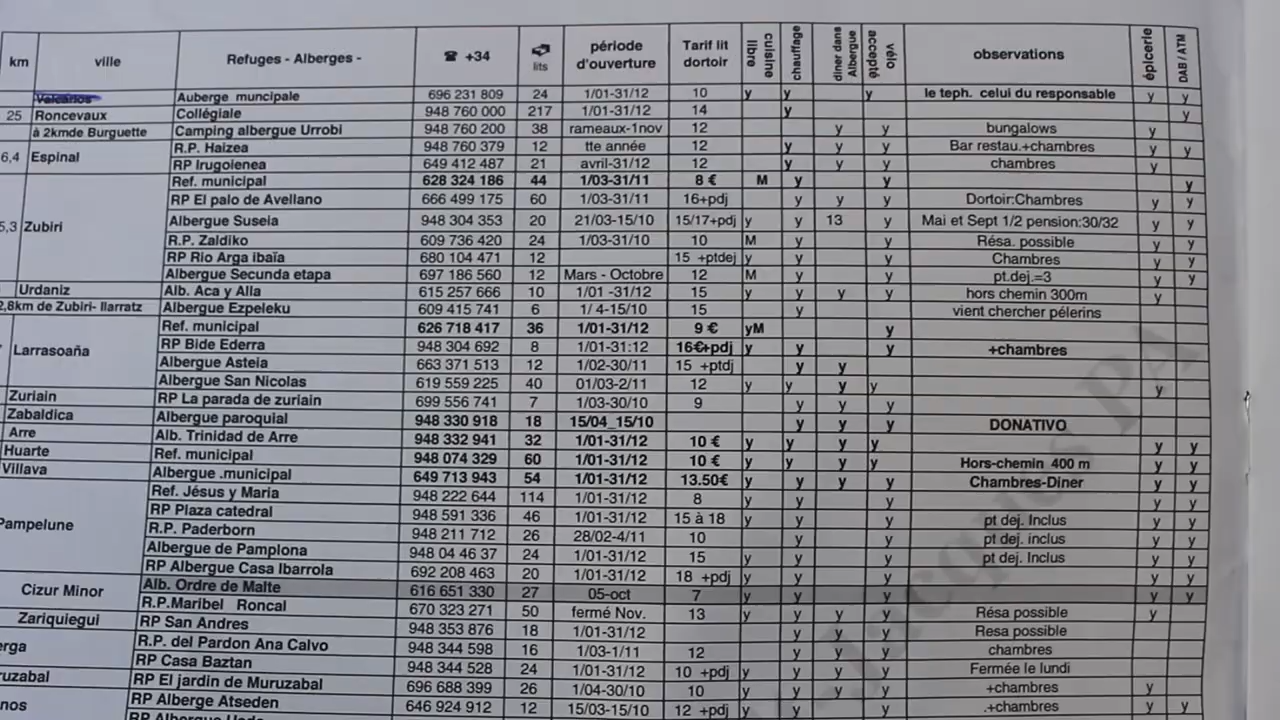 km ville Refuges - Alberges - ☎ +34 lits période d'ouverture Tarif lit dortoir cuisine libre chauffage diner dans Albergue vélo accepté observations épicerie DAB / ATM
Valcarlos Auberge muncipale 696 231 809 24 1/01-31/12 10 y y y le teph. celui du responsable y y
25 Roncevaux Collégiale 948 760 000 217 1/01-31/12 14 y y
à 2kmde Burguette Camping albergue Urrobi 948 760 200 38 rameaux-1nov 12 y y bungalows y
6,4 Espinal R.P. Haizea 948 760 379 12 tte année 12 y y y Bar restau.+chambres y y
RP Irugoienea 649 412 487 21 avril-31/12 12 y y y chambres y
Ref. municipal 628 324 186 44 1/03-31/11 8 € M y y y
RP El palo de Avellano 666 499 175 60 1/03-31/11 16+pdj y y y Dortoir:Chambres y y
5,3 Zubiri Albergue Suseia 948 304 353 20 21/03-15/10 15/17+pdj y y 13 y Mai et Sept 1/2 pension:30/32 y y
R.P. Zaldiko 609 736 420 24 1/03-31/10 10 M y y Résa. possible y y
RP Rio Arga ibaïa 680 104 471 12 15 +ptdej y y y Chambres y y
Albergue Secunda etapa 697 186 560 12 Mars - Octobre 12 M y y pt.dej.=3 y y
Urdaniz Alb. Aca y Alla 615 257 666 10 1/01 -31/12 15 y y y y hors chemin 300m y
2,8km de Zubiri- Ilarratz Albergue Ezpeleku 609 415 741 6 1/ 4-15/10 15 y vient chercher pélerins
Ref. municipal 626 718 417 36 1/01-31/12 9 € yM y
Larrasoaña RP Bide Ederra 948 304 692 8 1/01-31:12 16€+pdj y y y +chambres
Albergue Asteia 663 371 513 12 1/02-30/11 15 +ptdj y y
Albergue San Nicolas 619 559 225 40 01/03-2/11 12 y y y y y
Zuriain RP La parada de zuriain 699 556 741 7 1/03-30/10 9 y y y
Zabaldica Albergue paroquial 948 330 918 18 15/04_15/10 y y y DONATIVO
Arre Alb. Trinidad de Arre 948 332 941 32 1/01-31/12 10 € y y y y y y
Huarte Ref. municipal 948 074 329 60 1/01-31/12 10 € y y y y Hors-chemin 400 m y y
Villava Albergue .municipal 649 713 943 54 1/01-31/12 13.50€ y y y y Chambres-Diner y y
Ref. Jésus y Maria 948 222 644 114 1/01-31/12 8 y y y y y
Pampelune RP Plaza catedral 948 591 336 46 1/01-31/12 15 à 18 y y y pt dej. Inclus y y
R.P. Paderborn 948 211 712 26 28/02-4/11 10 y y pt dej. inclus y y
Albergue de Pamplona 948 04 46 37 24 1/01-31/12 15 y y y pt dej. Inclus y y
RP Albergue Casa Ibarrola 692 208 463 20 1/01-31/12 18 +pdj y y y y y
Cizur Minor Alb. Ordre de Malte 616 651 330 27 05-oct 7 y y y y y
R.P.Maribel Roncal 670 323 271 50 fermé Nov. 13 y y y y Résa possible y
Zariquiegui RP San Andres 948 353 876 18 1/01-31/12 y y y Resa possible
erga R.P. del Pardon Ana Calvo 948 344 598 16 1/03-1/11 12 y y y chambres
RP Casa Baztan 948 344 528 24 1/01-31/12 10 +pdj y y y y Fermée le lundi
ruzabal RP El jardin de Muruzabal 696 688 399 26 1/04-30/10 10 y y y y +chambres y
nos RP Alberge Atseden 646 924 912 12 15/03-15/10 12 +pdj y y y y .+chambres y y
Jacques PA